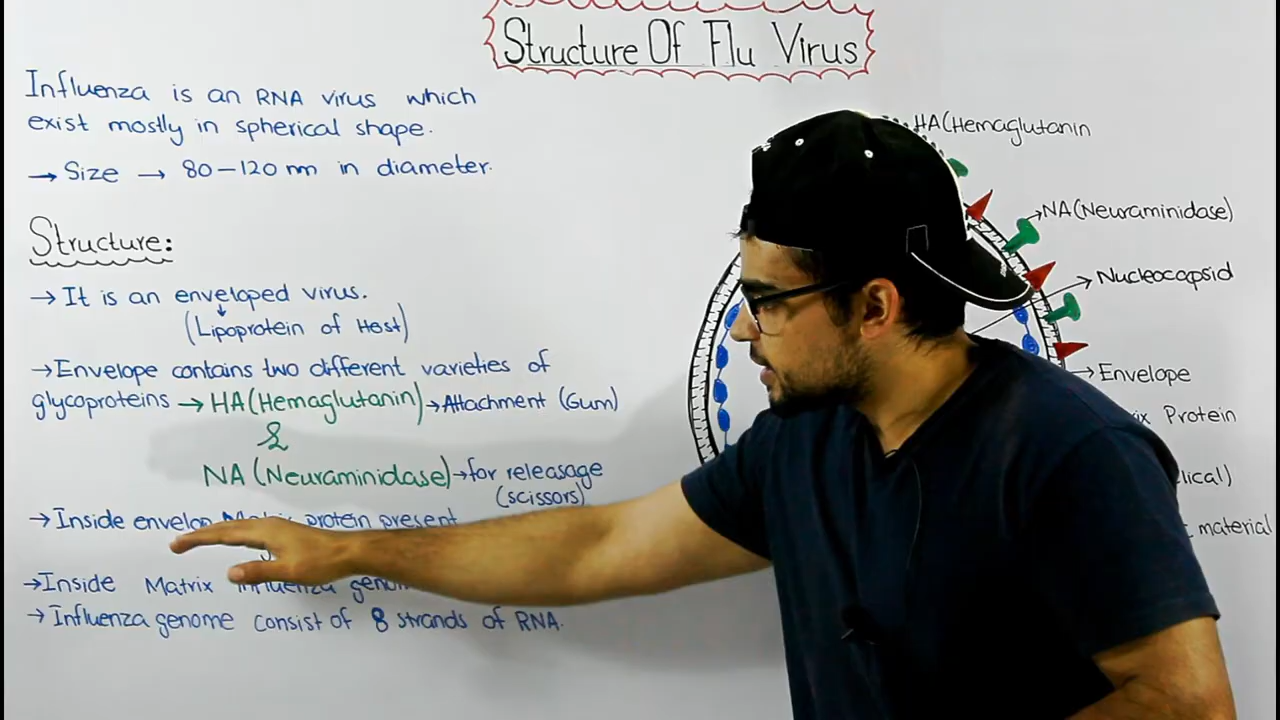 Structure Of Flu Virus
Influenza is an RNA virus which
exist mostly in spherical shape.
→ Size → 80-120 nm in diameter.
Structure:
→ It is an enveloped virus.
(Lipoprotein of Host)
→ Envelope contains two different varieties of
glycoproteins → HA (Hemaglutanin) → Attachment (Gum)
&
NA (Neuraminidase) → for releasage
(scissors)
→ Inside envelop Matrix protein present
→ Inside Matrix influenza
→ Influenza genome consist of 8 strands of RNA.
HA(Hemaglutanin
NA(Neuraminidase)
Nucleocapsid
Envelope
Protein
material